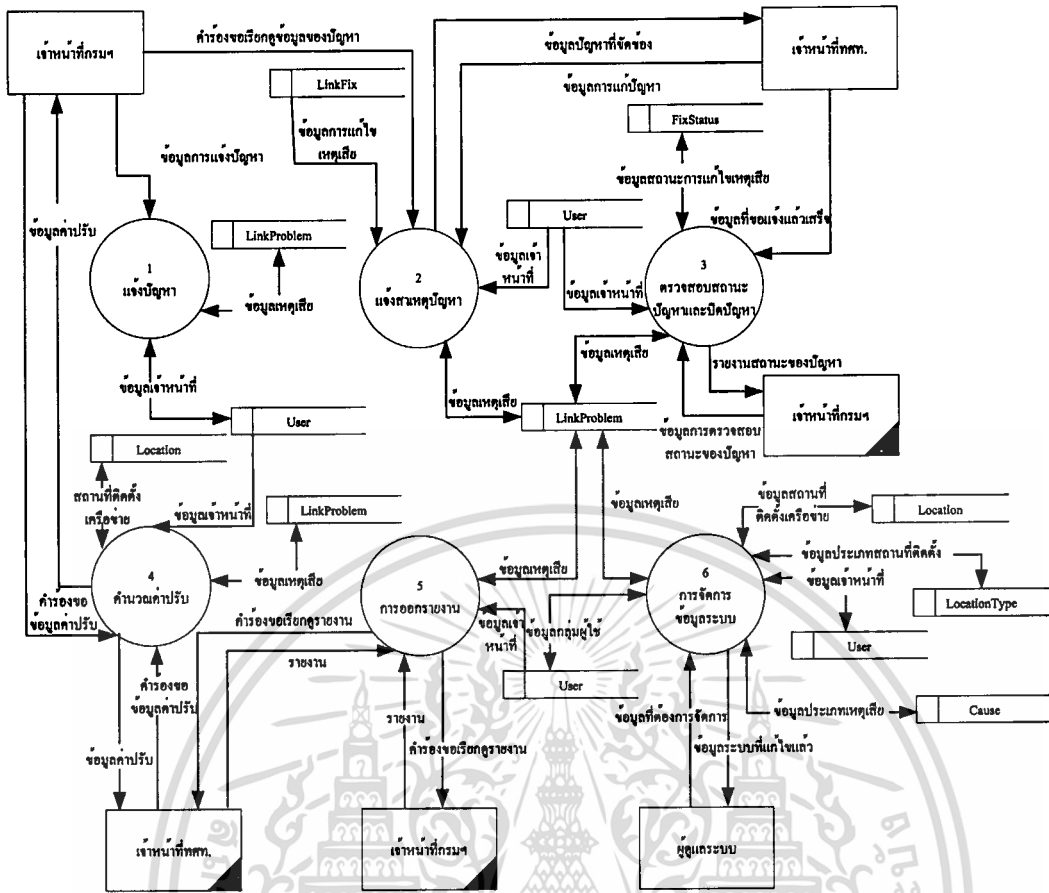 เจ้าหน้าที่กรมฯ
คำร้องขอเรียกดูข้อมูลของปัญหา
ข้อมูลปัญหาที่ขัดข้อง
เจ้าหน้าที่ทศท.
LinkFix
ข้อมูลการแก้ปัญหา
FixStatus
ข้อมูลการแก้ไข
เหตุเสีย
ข้อมูลการแจ้งปัญหา
ข้อมูลสถานะการแก้ไขเหตุเสีย
ข้อมูลค่าปรับ
User
ข้อมูลที่ขอแจ้งแล้วเสร็จ
LinkProblem
1
แจ้งปัญหา
2
แจ้งสาเหตุปัญหา
ข้อมูลเจ้า
หน้าที่
ข้อมูลเจ้าหน้าที่
3
ตรวจสอบสถานะ
ปัญหาและปิดปัญหา
ข้อมูลเหตุเสีย
ข้อมูลเหตุเสีย
รายงานสถานะของปัญหา
ข้อมูลเจ้าหน้าที่
ข้อมูลเหตุเสีย
เจ้าหน้าที่กรมฯ
User
LinkProblem
ข้อมูลการตรวจสอบ
สถานะของปัญหา
Location
สถานที่ติดตั้ง
เครือข่าย
ข้อมูลเจ้าหน้าที่
LinkProblem
ข้อมูลเหตุเสีย
ข้อมูลสถานที่
ติดตั้งเครือข่าย
Location
4
คำนวณค่าปรับ
ข้อมูลเหตุเสีย
5
การออกรายงาน
ข้อมูลเหตุเสีย
6
การจัดการ
ข้อมูลระบบ
ข้อมูลประเภทสถานที่ติดตั้ง
ข้อมูลเจ้าหน้าที่
LocationType
คำร้องขอ
ข้อมูลค่าปรับ
คำร้องขอเรียกดูรายงาน
ข้อมูลเจ้า
หน้าที่
ข้อมูลกลุ่มผู้ใช้
User
รายงาน
คำร้องขอ
ข้อมูลค่าปรับ
User
รายงาน
ข้อมูลที่ต้องการจัดการ
ข้อมูลประเภทเหตุเสีย
Cause
คำร้องขอเรียกดูรายงาน
ข้อมูลระบบที่แก้ไขแล้ว
ข้อมูลค่าปรับ
เจ้าหน้าที่ทศท.
เจ้าหน้าที่กรมฯ
ผู้ดูแลระบบ